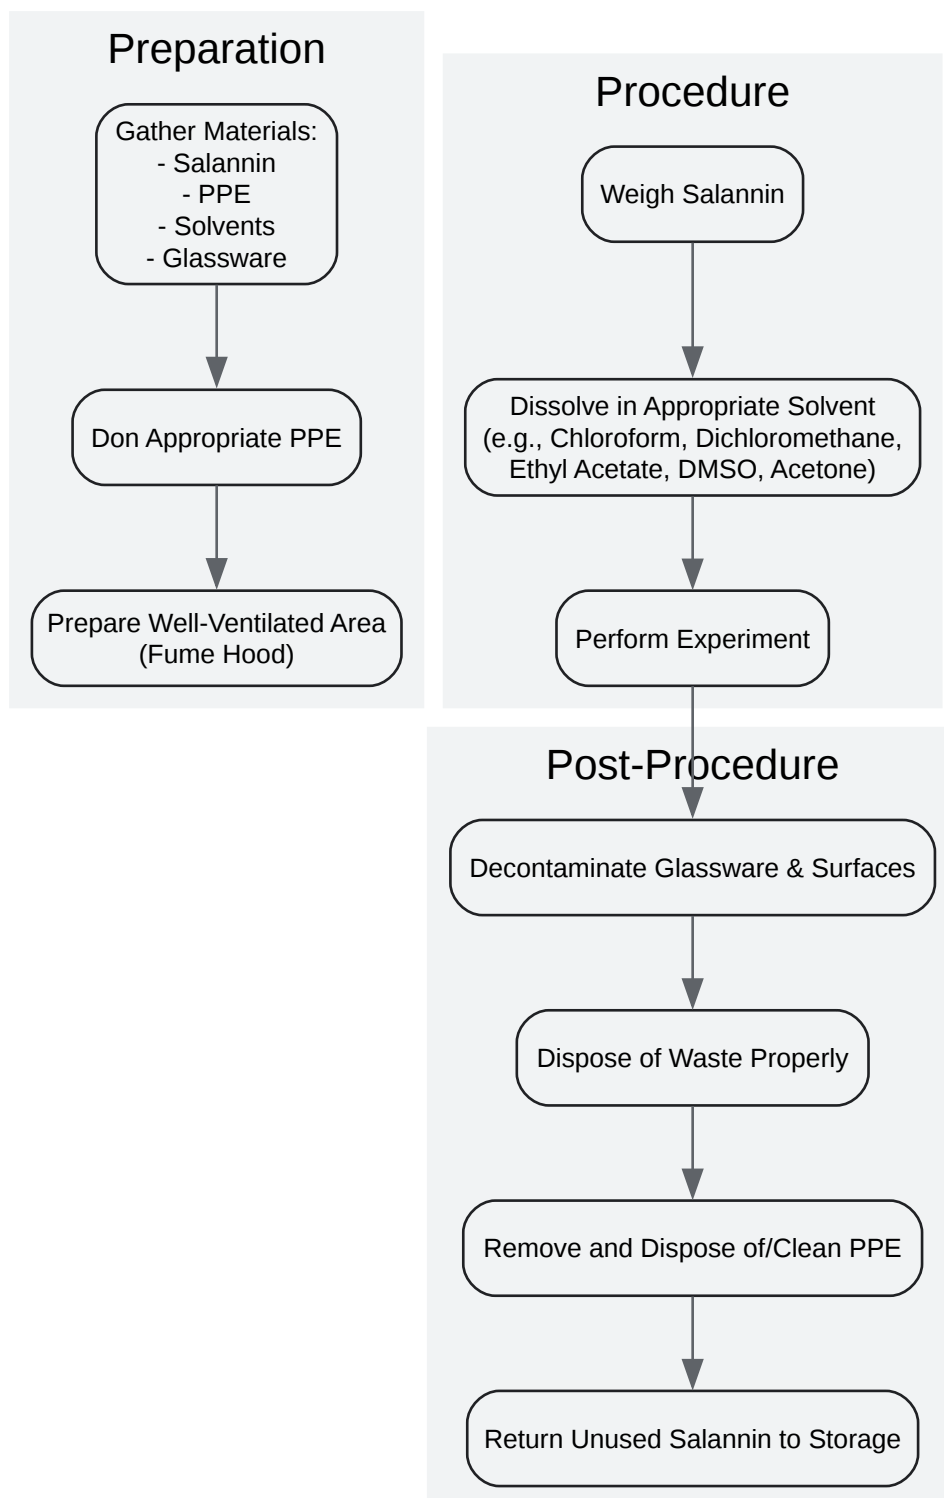 Preparation
Gather Materials:
- Salannin
- PPE
- Solvents
- Glassware
Don Appropriate PPE
Prepare Well-Ventilated Area
(Fume Hood)
Procedure
Weigh Salannin
Dissolve in Appropriate Solvent
(e.g., Chloroform, Dichloromethane,
Ethyl Acetate, DMSO, Acetone)
Perform Experiment
Post-Procedure
Decontaminate Glassware & Surfaces
Dispose of Waste Properly
Remove and Dispose of/Clean PPE
Return Unused Salannin to Storage